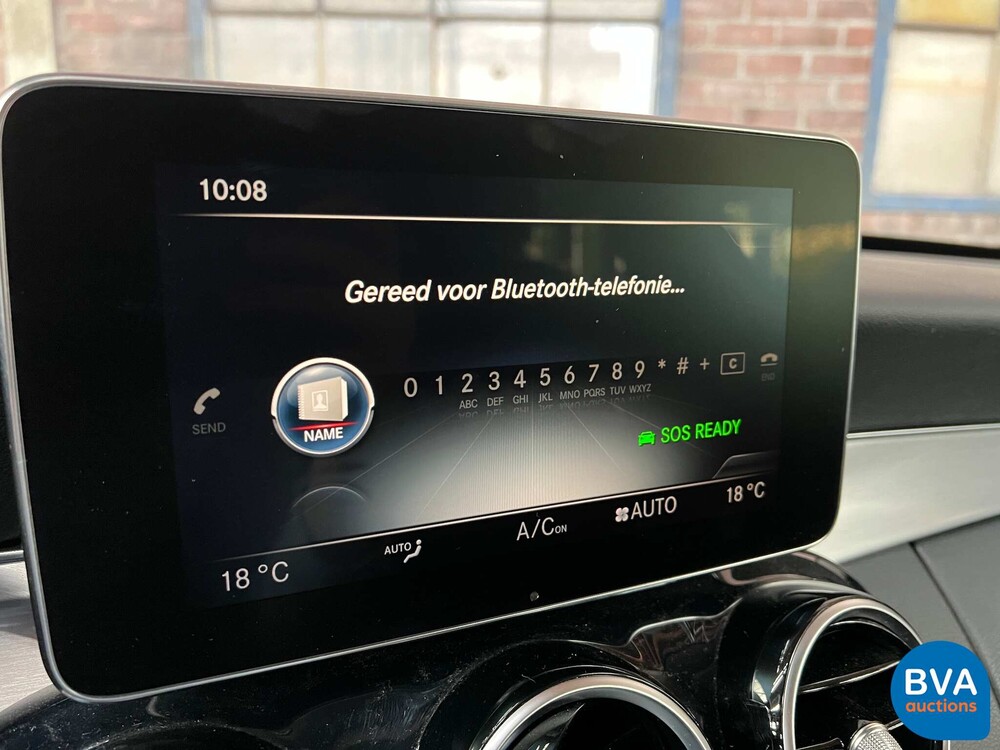 10:08
Gereed voor Bluetooth-telefonie...
SEND
NAME
0 1 2 3 4 5 6 7 8 9 * # + C
ABC DEF GHI JKL MNO PQRS TUV WXYZ
END
SOS READY
18 °C
AUTO
A/C ON
AUTO
18 °C
BVA
auctions